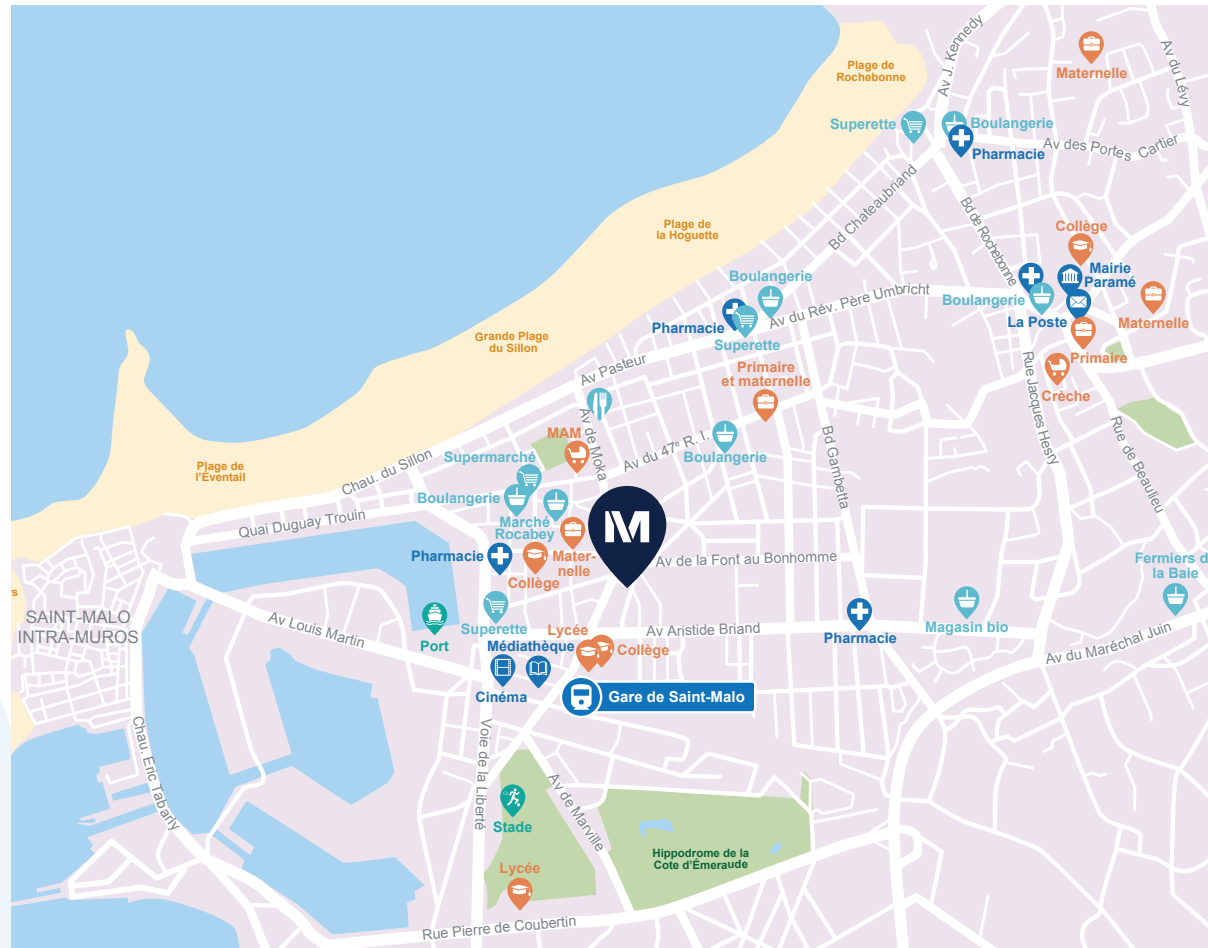 Av J. Kennedy
Maternelle
Av du Lévy
Plage de
Rochebonne
Superette
Boulangerie
Pharmacie
Av des Portes Cartier
Plage de
la Hoguette
Bd Chateaubriand
Bd de Rochebonne
Collège
Mairie
Paramé
Boulangerie
La Poste
Maternelle
Primaire
Crèche
Boulangerie
Pharmacie
Superette
Av du Rév. Père Umbricht
Grande Plage
du Sillon
Av Pasteur
Primaire
et maternelle
Rue Jacques Hesry
Rue de Beaulieu
Av de Moka
MAM
Av du 47e R. I.
Boulangerie
Bd Gambetta
Plage de
l'Éventail
Chau. du Sillon
Supermarché
Boulangerie
Quai Duguay Trouin
Marché
Rocabey
M
Pharmacie
Collège
Mater-
nelle
Av de la Font au Bonhomme
Fermiers d
la Baie
SAINT-MALO
INTRA-MUROS
Av Louis Martin
Port
Superette
Lycée
Av Aristide Briand
Pharmacie
Magasin bio
Médiathèque
Collège
Av du Maréchal Juin
Cinéma
Gare de Saint-Malo
Chau. Eric Tabarly
Voie de la Liberté
Av de Marville
Stade
Hippodrome de la
Cote d'Émeraude
Lycée
Rue Pierre de Coubertin